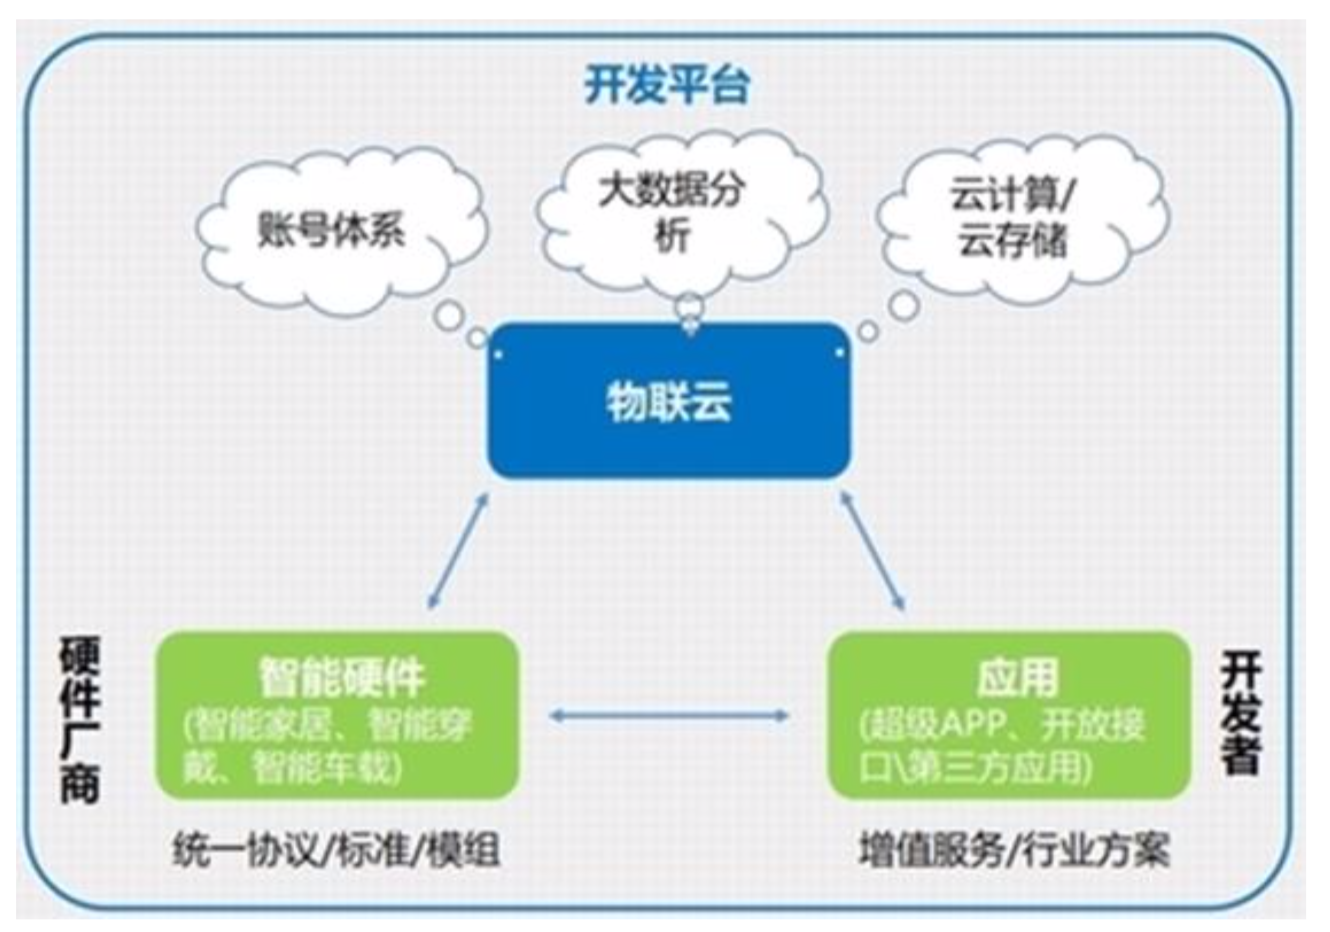 开发平台
账号体系
大数据分
析
云计算/
云存储
物联云
硬件厂商
智能硬件
(智能家居、智能穿
戴、智能车载)
应用
(超级APP、开放接
口\第三方应用)
开发者
统一协议/标准/模组
增值服务/行业方案